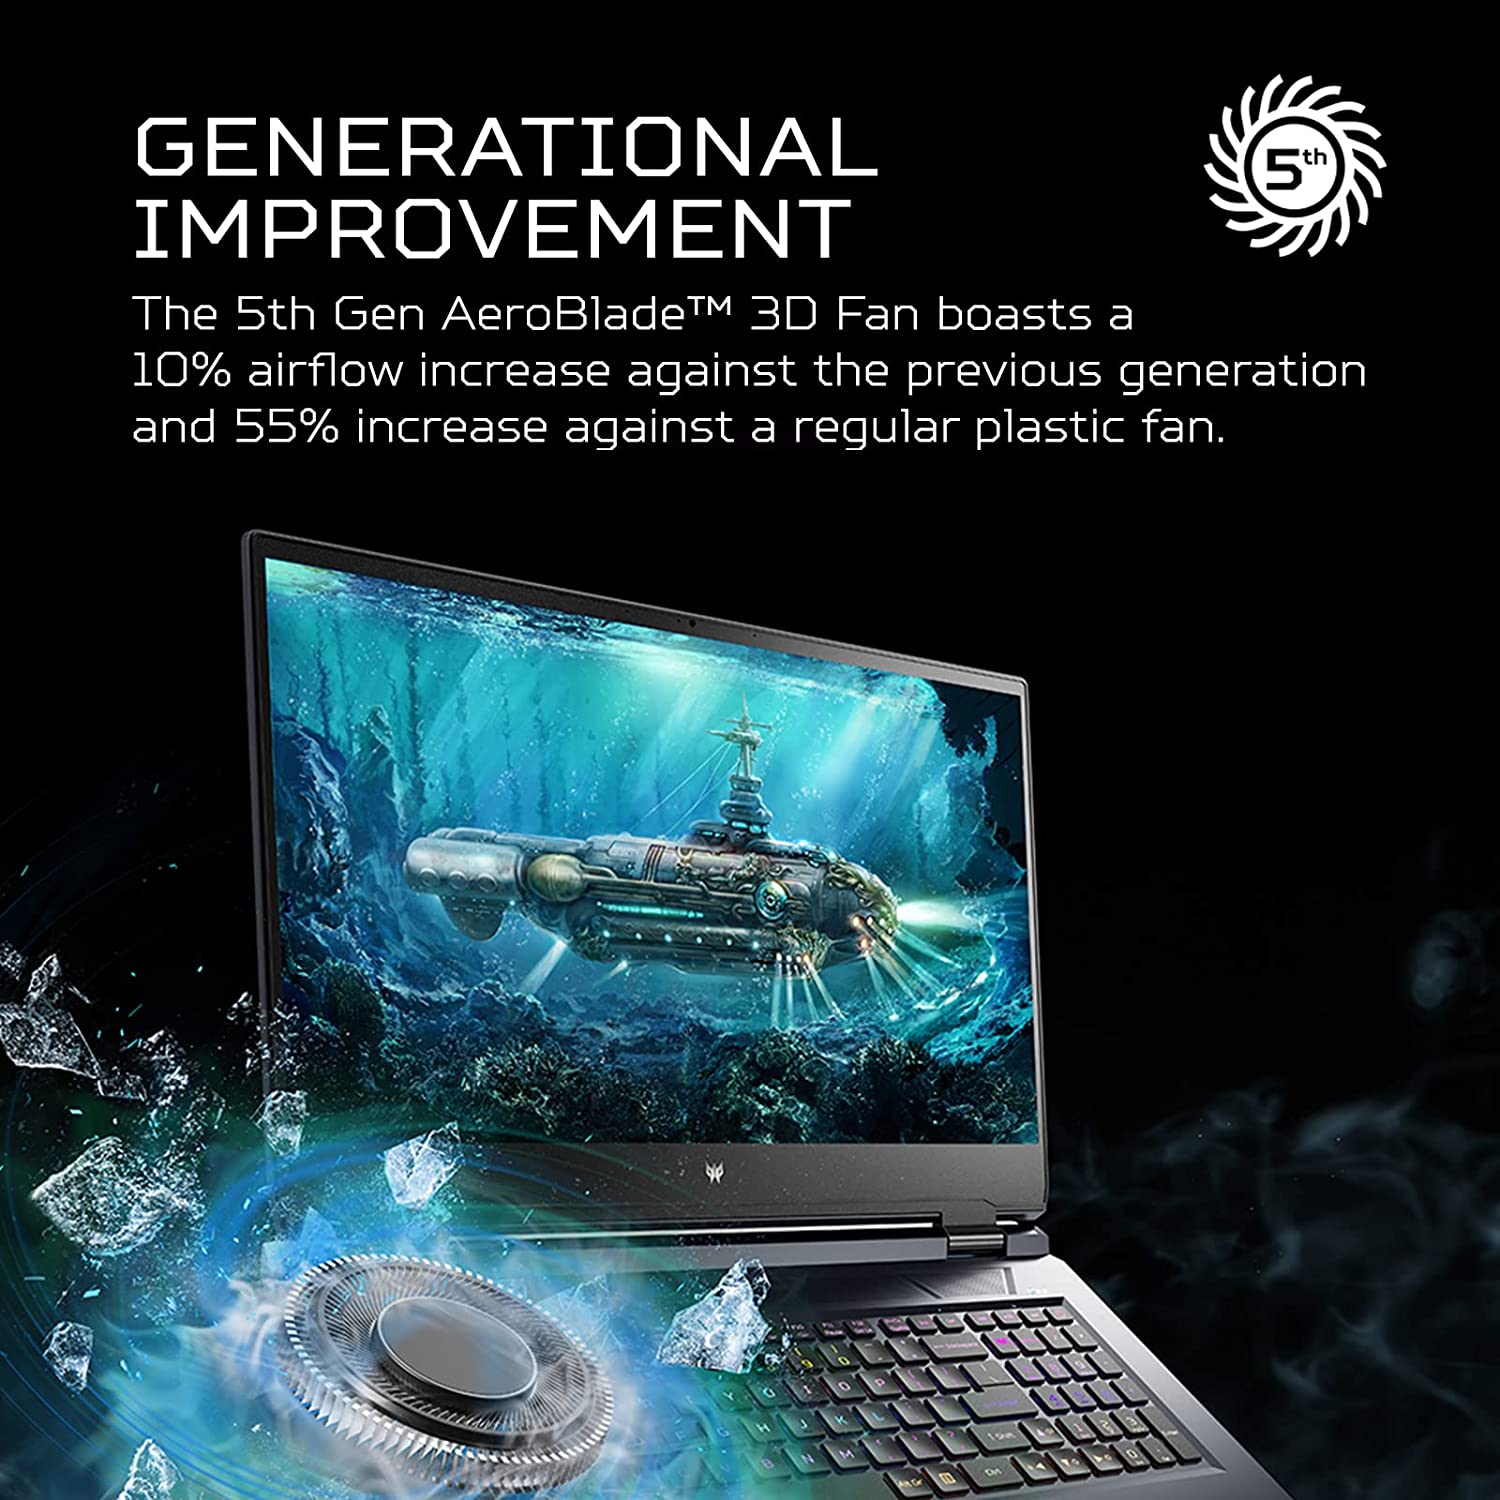 GENERATIONAL
IMPROVEMENT
5th
The 5th Gen AeroBlade™ 3D Fan boasts a
10% airflow increase against the previous generation
and 55% increase against a regular plastic fan.